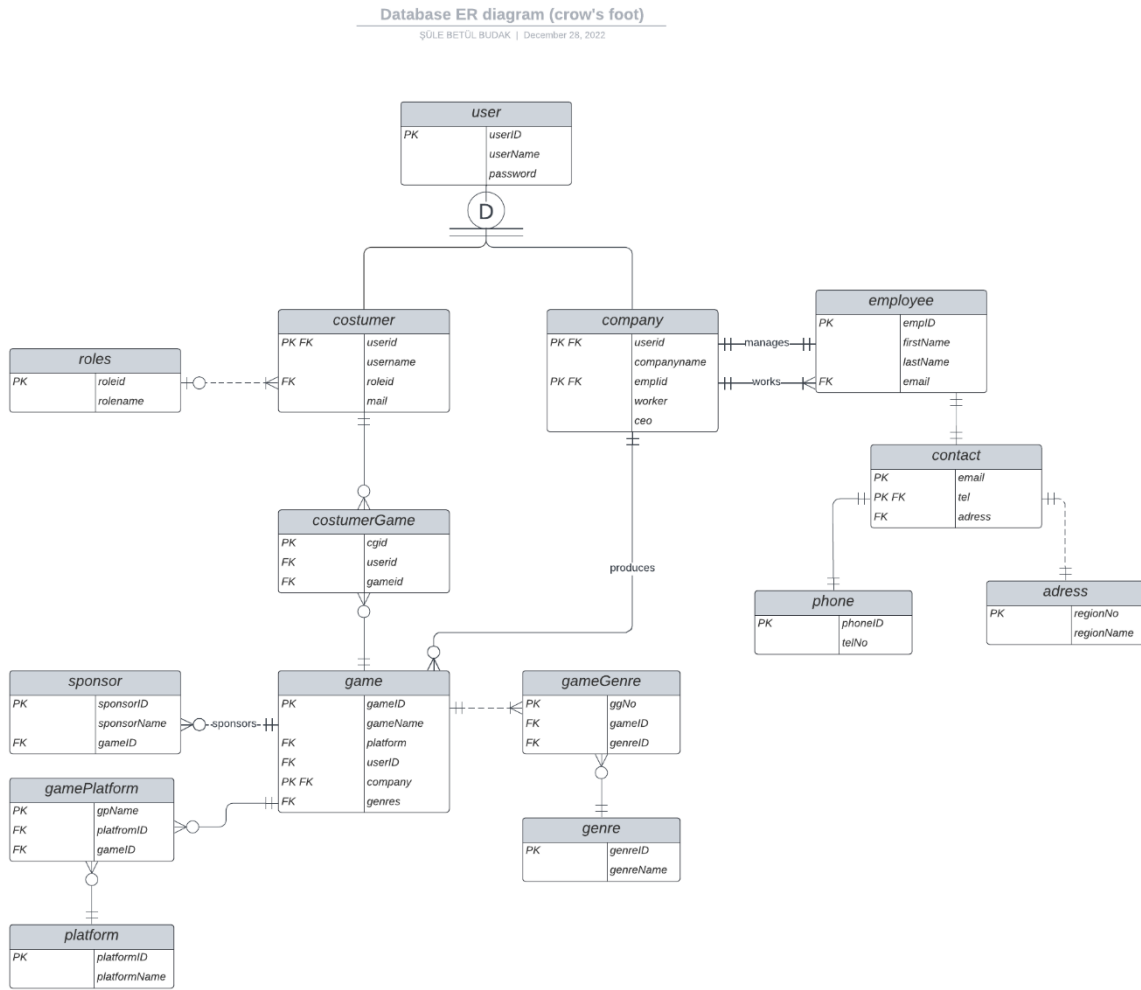 Database ER diagram (crow's foot)
ŞÜLE BETÜL BUDAK | December 28, 2022
user
PK userID
userName
password
D
costumer
PK FK userid
username
FK roleid
mail
company
PK FK userid
companyname
PK FK emplid
worker
ceo
manages
works
employee
PK empID
firstName
lastName
FK email
roles
PK roleid
rolename
contact
PK email
PK FK tel
FK adress
costumerGame
PK cgid
FK userid
FK gameid
produces
phone
PK phoneID
telNo
adress
PK regionNo
regionName
sponsor
PK sponsorID
sponsorName
FK gameID
sponsors
game
PK gameID
gameName
FK platform
FK userID
PK FK company
FK genres
gameGenre
PK ggNo
FK gameID
FK genreID
gamePlatform
PK gpName
FK platfromID
FK gameID
genre
PK genreID
genreName
platform
PK platformID
platformName